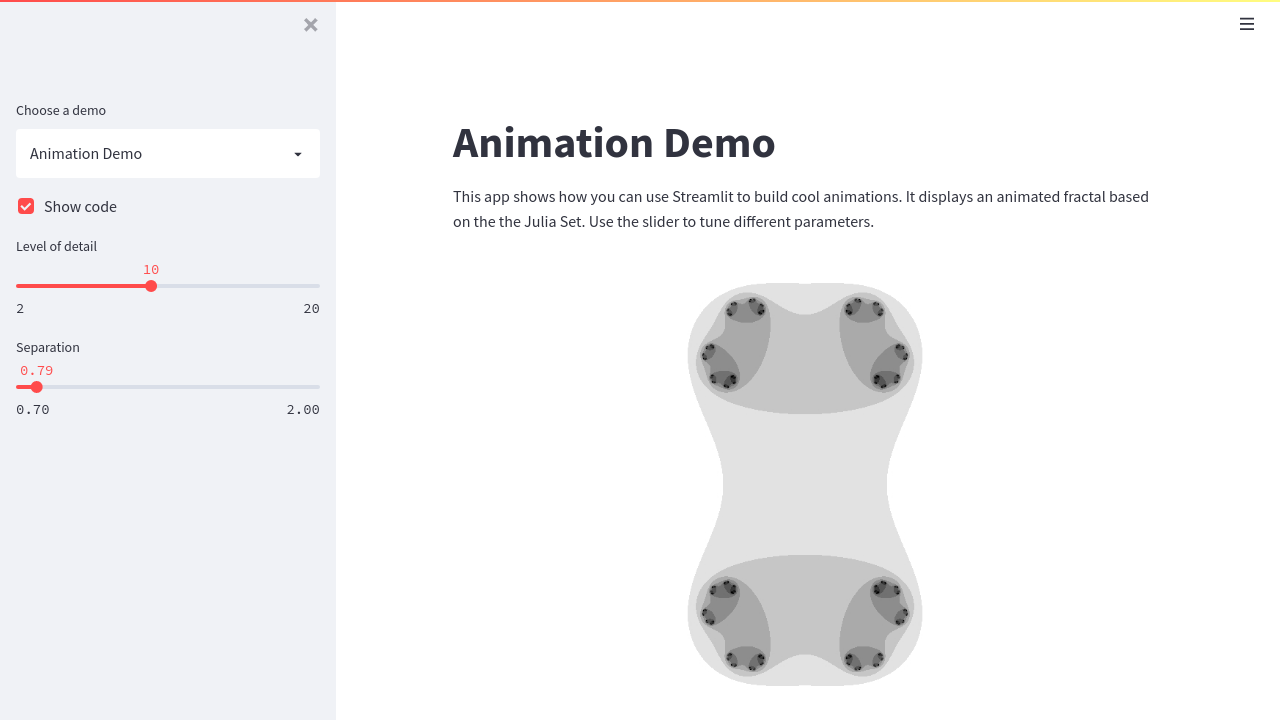 Choose a demo
Animation Demo
Show code
Level of detail
10
2 20
Separation
0.79
0.70 2.00
Animation Demo
This app shows how you can use Streamlit to build cool animations. It displays an animated fractal based
on the the Julia Set. Use the slider to tune different parameters.